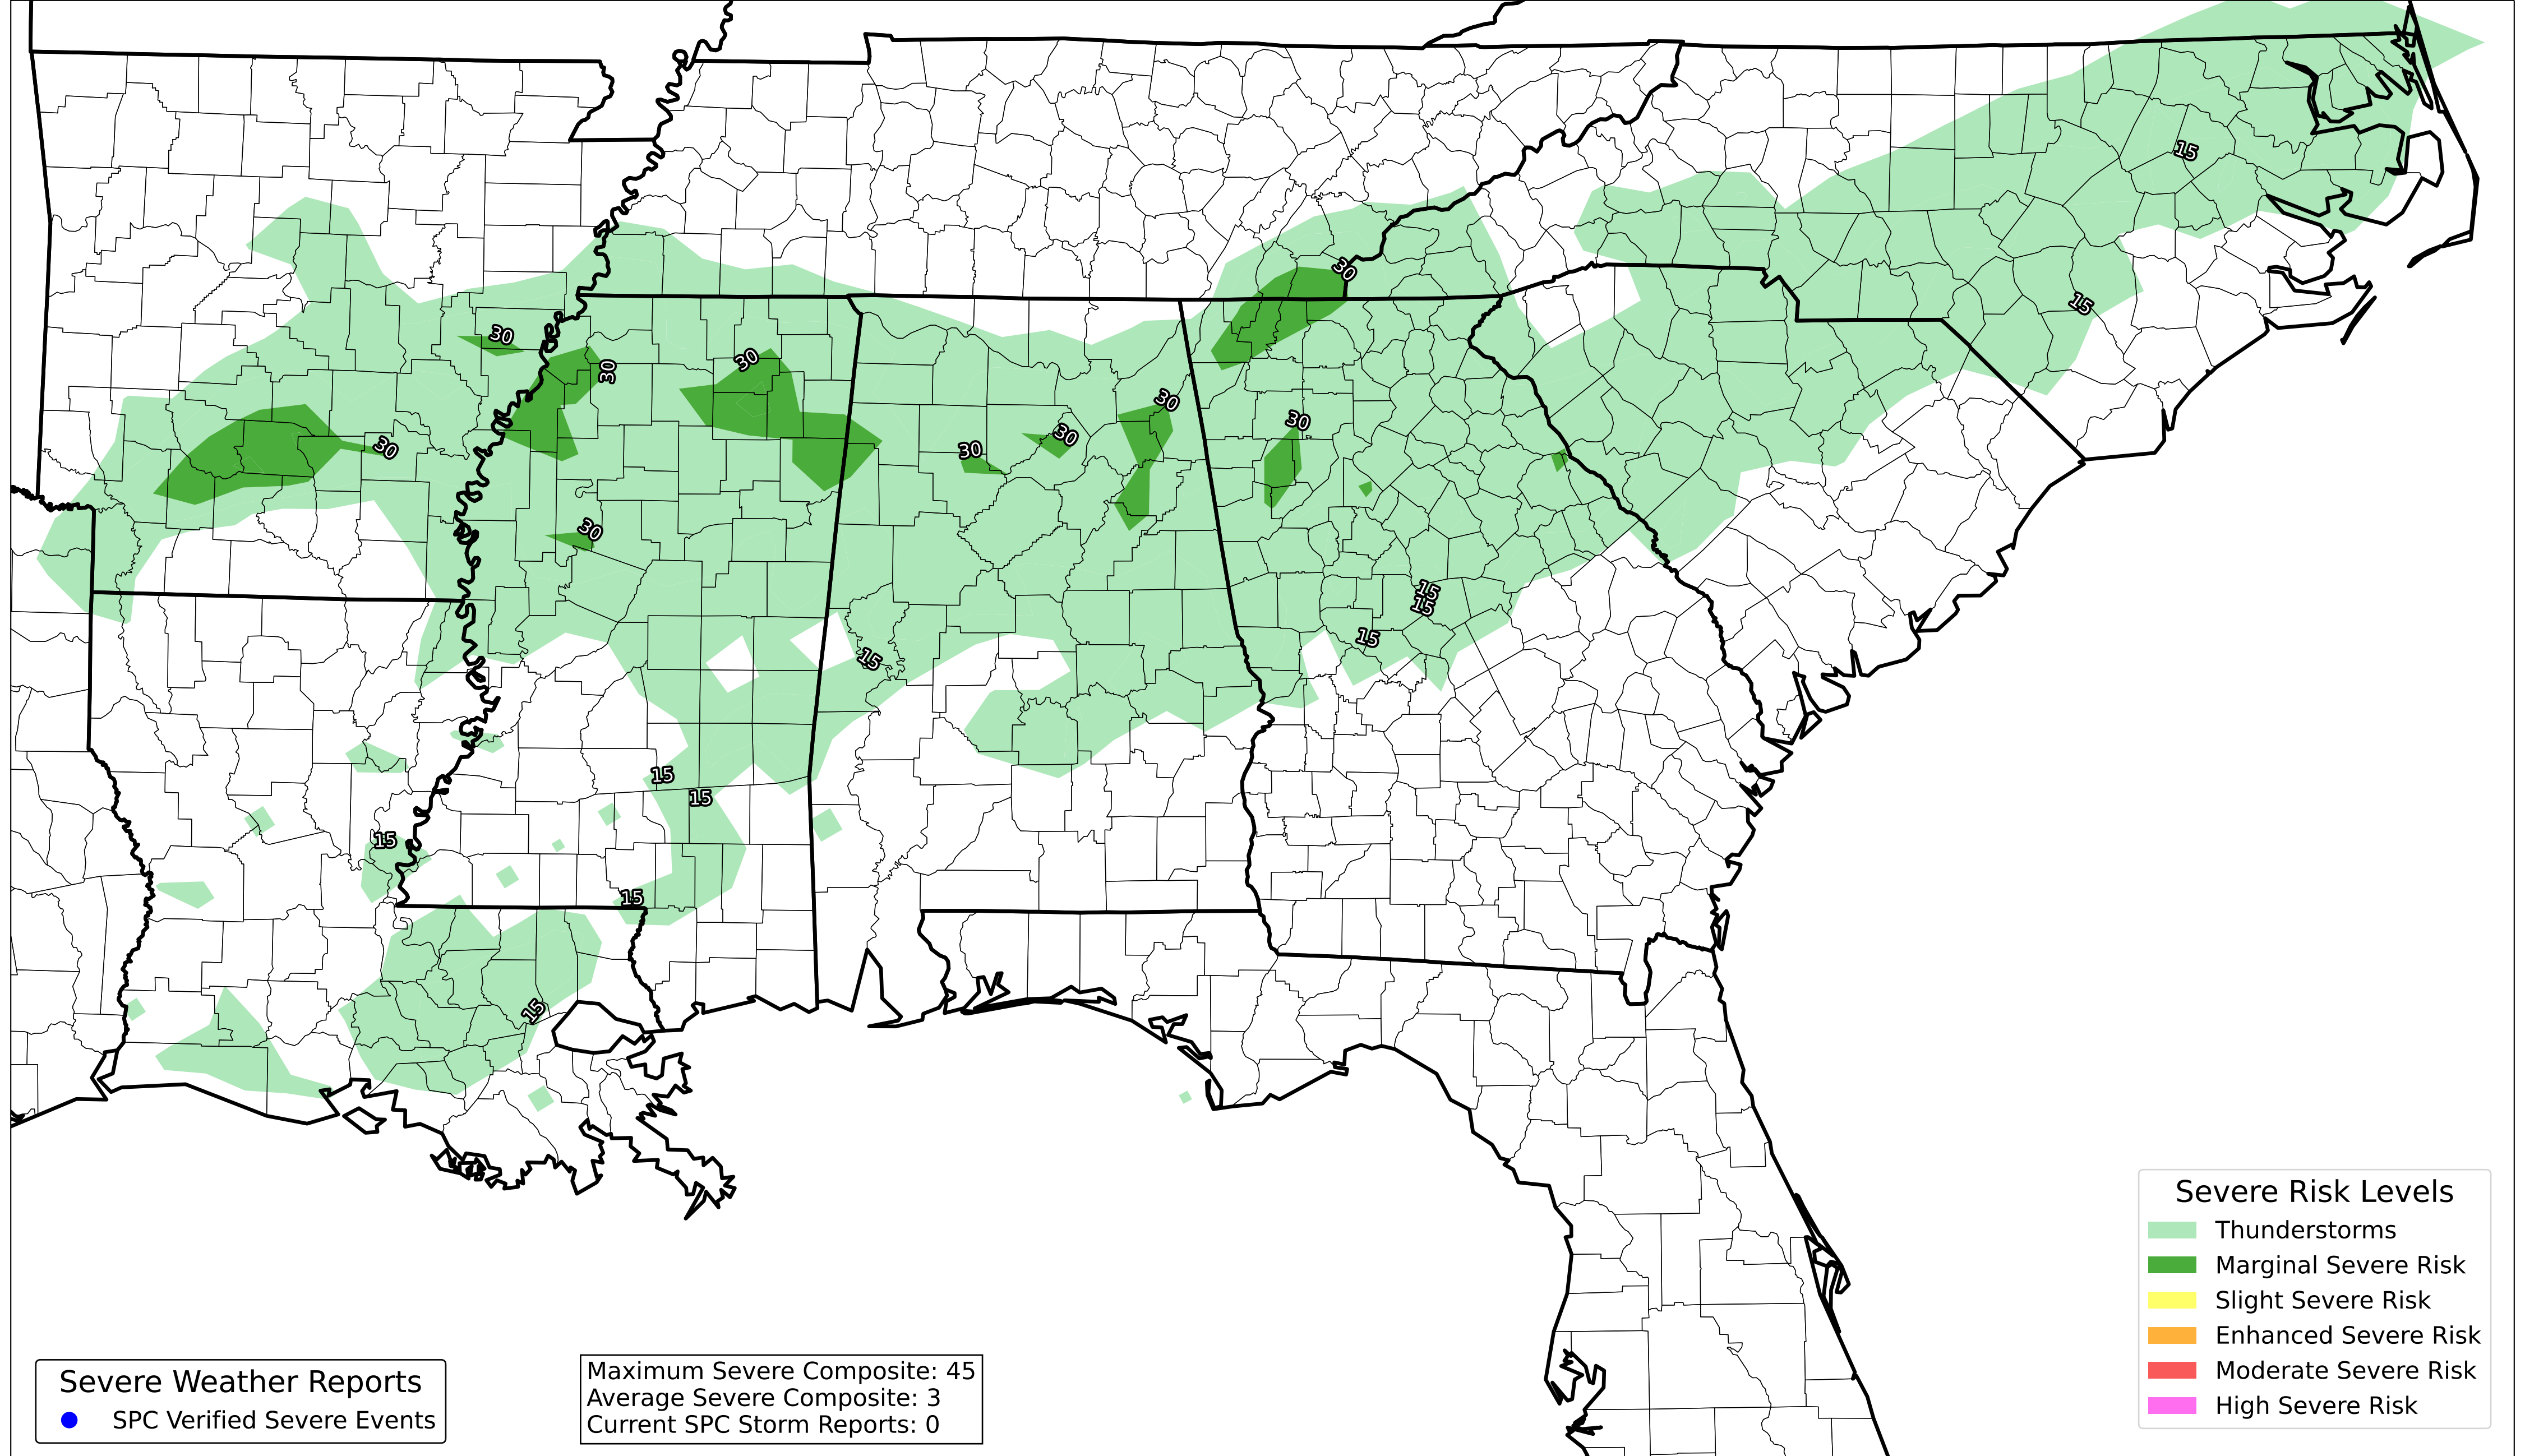 15
30
15
30
30
30
30
30
30
30
30
15
15
15
15
15
15
15
15
15
Severe Risk Levels
Thunderstorms
Marginal Severe Risk
Slight Severe Risk
Enhanced Severe Risk
Moderate Severe Risk
High Severe Risk
Severe Weather Reports
SPC Verified Severe Events
Maximum Severe Composite: 45
Average Severe Composite: 3
Current SPC Storm Reports: 0